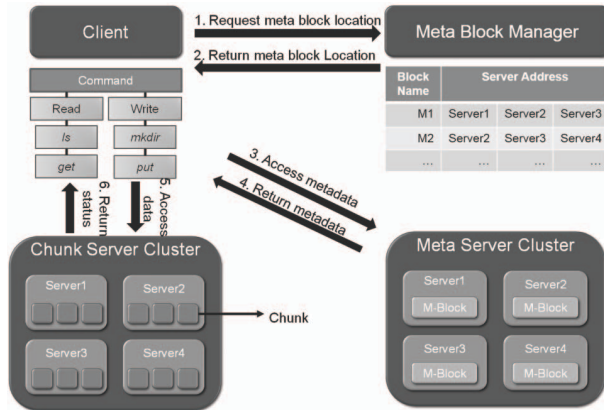 Client
1. Request meta block location
Meta Block Manager
2. Return meta block Location
Command
Read
Write
ls
mkdir
get
put
Block Name
Server Address
M1 Server1 Server2 Server3
M2 Server2 Server3 Server4
... ... ... ...
3. Access metadata
4. Return metadata
5. Access data
6. Return status
Chunk Server Cluster
Server1
Server2
Server3
Server4
Chunk
Meta Server Cluster
Server1
M-Block
Server2
M-Block
Server3
M-Block
Server4
M-Block